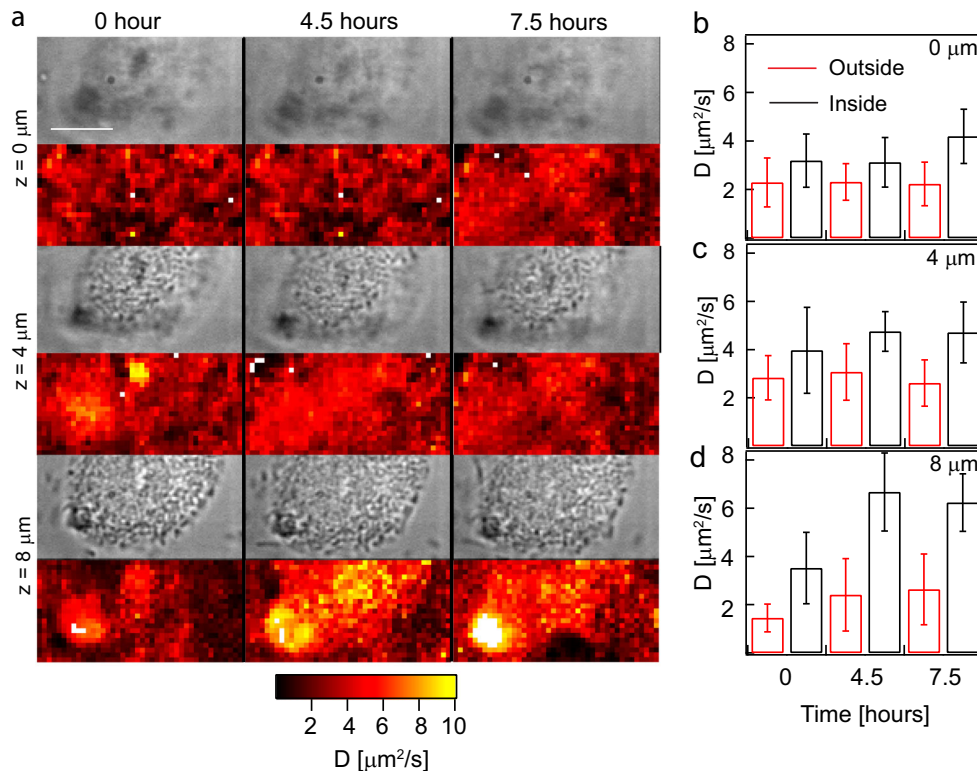 a
0 hour
4.5 hours
7.5 hours
z = 0 μm
z = 4 μm
z = 8 μm
2
4
6
8
10
D [μm²/s]
b
0 μm
Outside
Inside
8
6
4
2
D [μm²/s]
c
4 μm
8
6
4
2
D [μm²/s]
d
8 μm
8
6
4
2
D [μm²/s]
0
4.5
7.5
Time [hours]